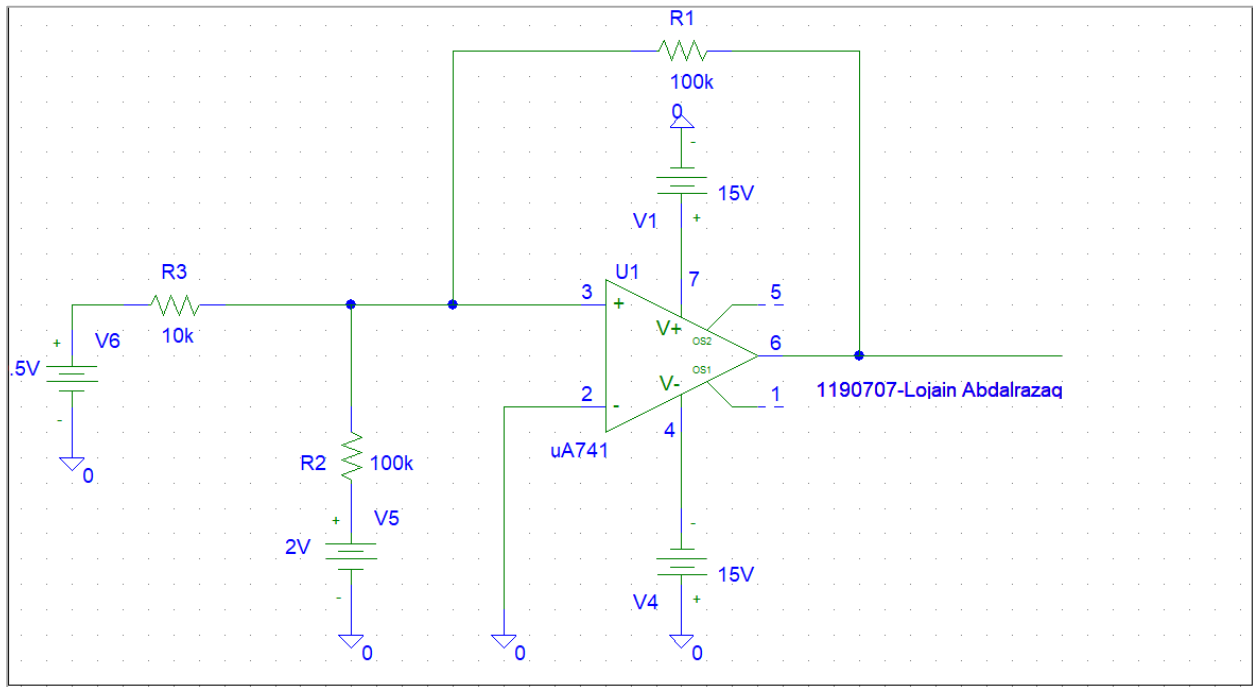 R1
100k
0
-
15V
V1
+
U1
7
3
+
5
V+
OS2
6
OS1
V-
2
-
1
4
uA741
1190707-Lojain Abdalrazaq
R3
10k
+
V6
.5V
-
0
R2
100k
+
V5
2V
-
0
0
-
15V
V4
+
0